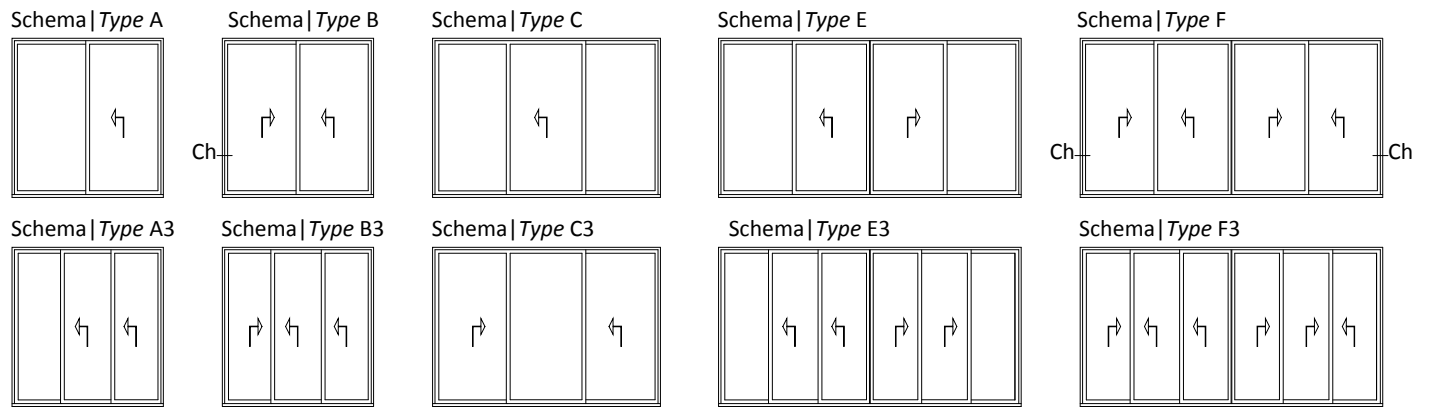 Schema|Type A
Schema|Type B
Schema|Type C
Schema|Type E
Schema|Type F
Ch
Ch
Ch
Schema|Type A3
Schema|Type B3
Schema|Type C3
Schema|Type E3
Schema|Type F3